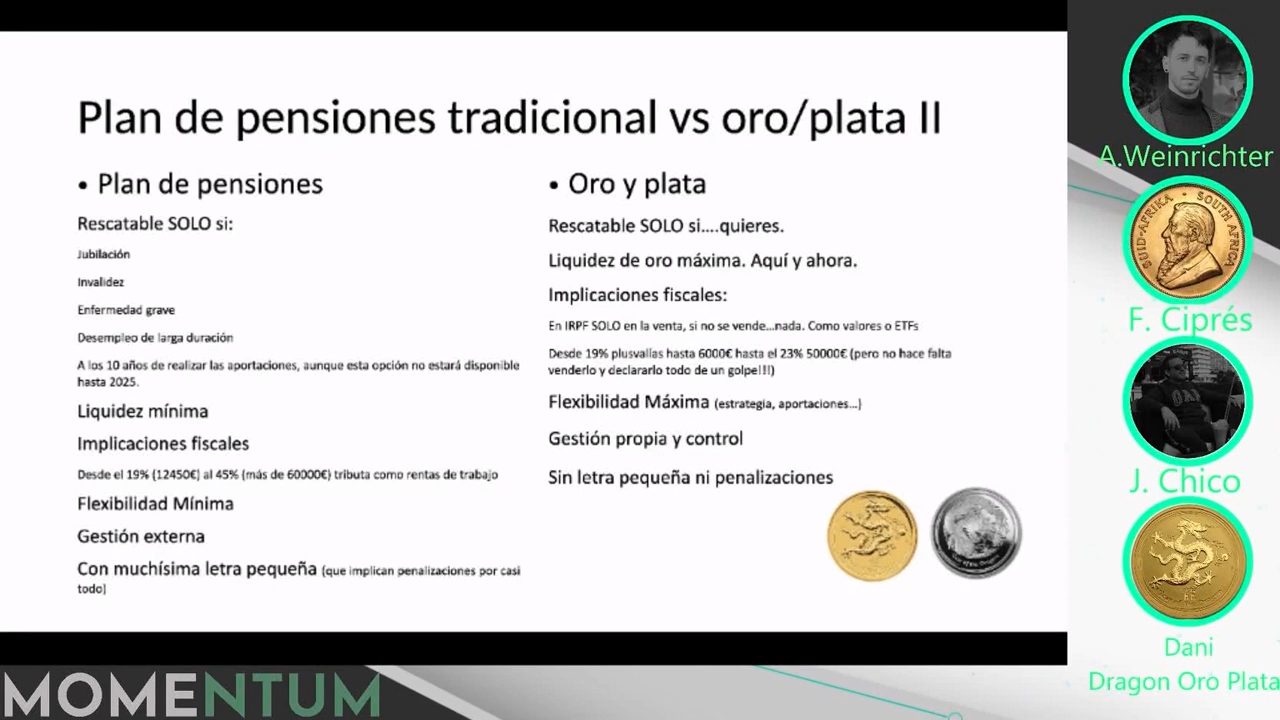 Plan de pensiones tradicional vs oro/plata II
• Plan de pensiones
Rescatable SOLO si:
Jubilación
Invalidez
Enfermedad grave
Desempleo de larga duración
A los 10 años de realizar las aportaciones, aunque esta opción no estará disponible
hasta 2025.
Liquidez mínima
Implicaciones fiscales
Desde el 19% (12450€) al 45% (más de 60000€) tributa como rentas de trabajo
Flexibilidad Mínima
Gestión externa
Con muchísima letra pequeña (que implican penalizaciones por casi
todo)
• Oro y plata
Rescatable SOLO si....quieres.
Liquidez de oro máxima. Aquí y ahora.
Implicaciones fiscales:
En IRPF SOLO en la venta, si no se vende...nada. Como valores o ETFs
Desde 19% plusvalías hasta 6000€ hasta el 23% 50000€ (pero no hace falta
venderlo y declararlo todo de un golpe!!!)
Flexibilidad Máxima (estrategia, aportaciones...)
Gestión propia y control
Sin letra pequeña ni penalizaciones
A.Weinrichter
SUID-AFRIKA • SOUTH AFRICA
F. Ciprés
J. Chico
Dani
Dragon Oro Plata
MOMENTUM